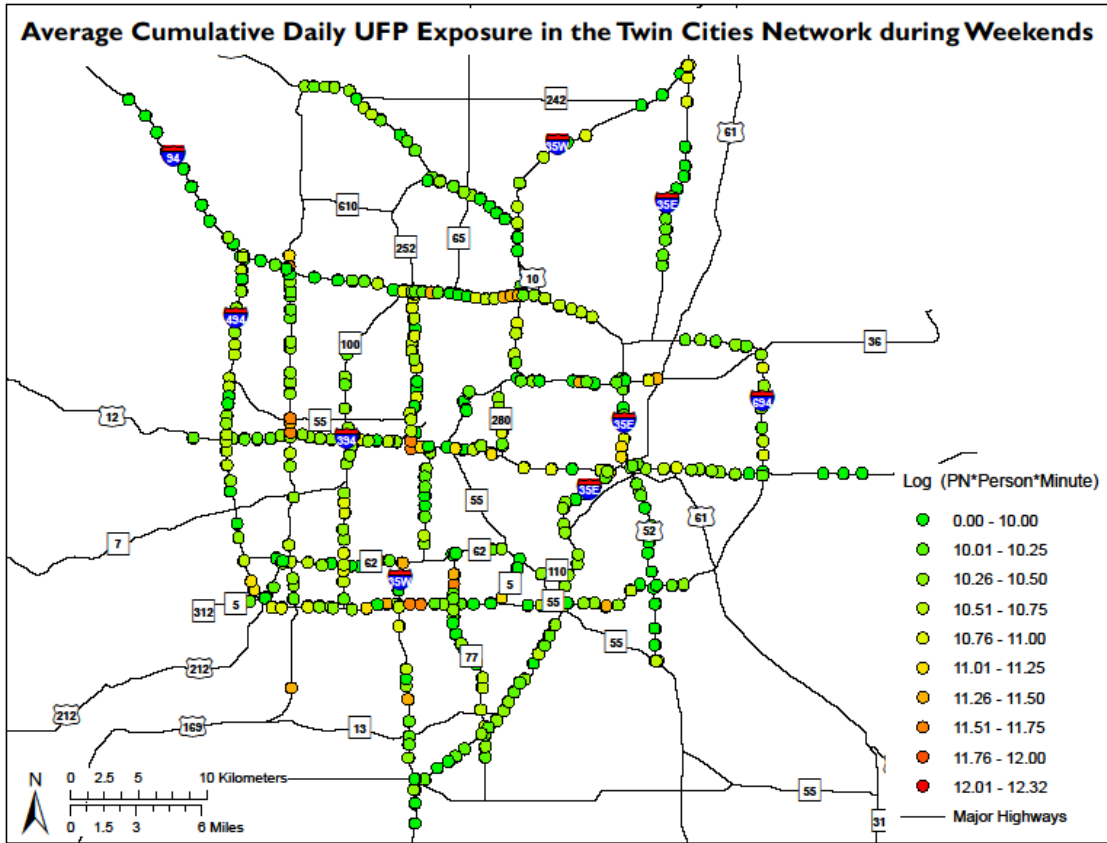 Average Cumulative Daily UFP Exposure in the Twin Cities Network during Weekends
242
61
35W
94
35E
610
65
252
10
494
100
36
12
55
694
280
35E
394
35E
55
61
52
7
62
62
110
35W
5
312
5
55
55
77
212
212
169
13
55
31
Log (PN*Person*Minute)
0.00 - 10.00
10.01 - 10.25
10.26 - 10.50
10.51 - 10.75
10.76 - 11.00
11.01 - 11.25
11.26 - 11.50
11.51 - 11.75
11.76 - 12.00
12.01 - 12.32
Major Highways
N
0 2.5 5 10 Kilometers
0 1.5 3 6 Miles